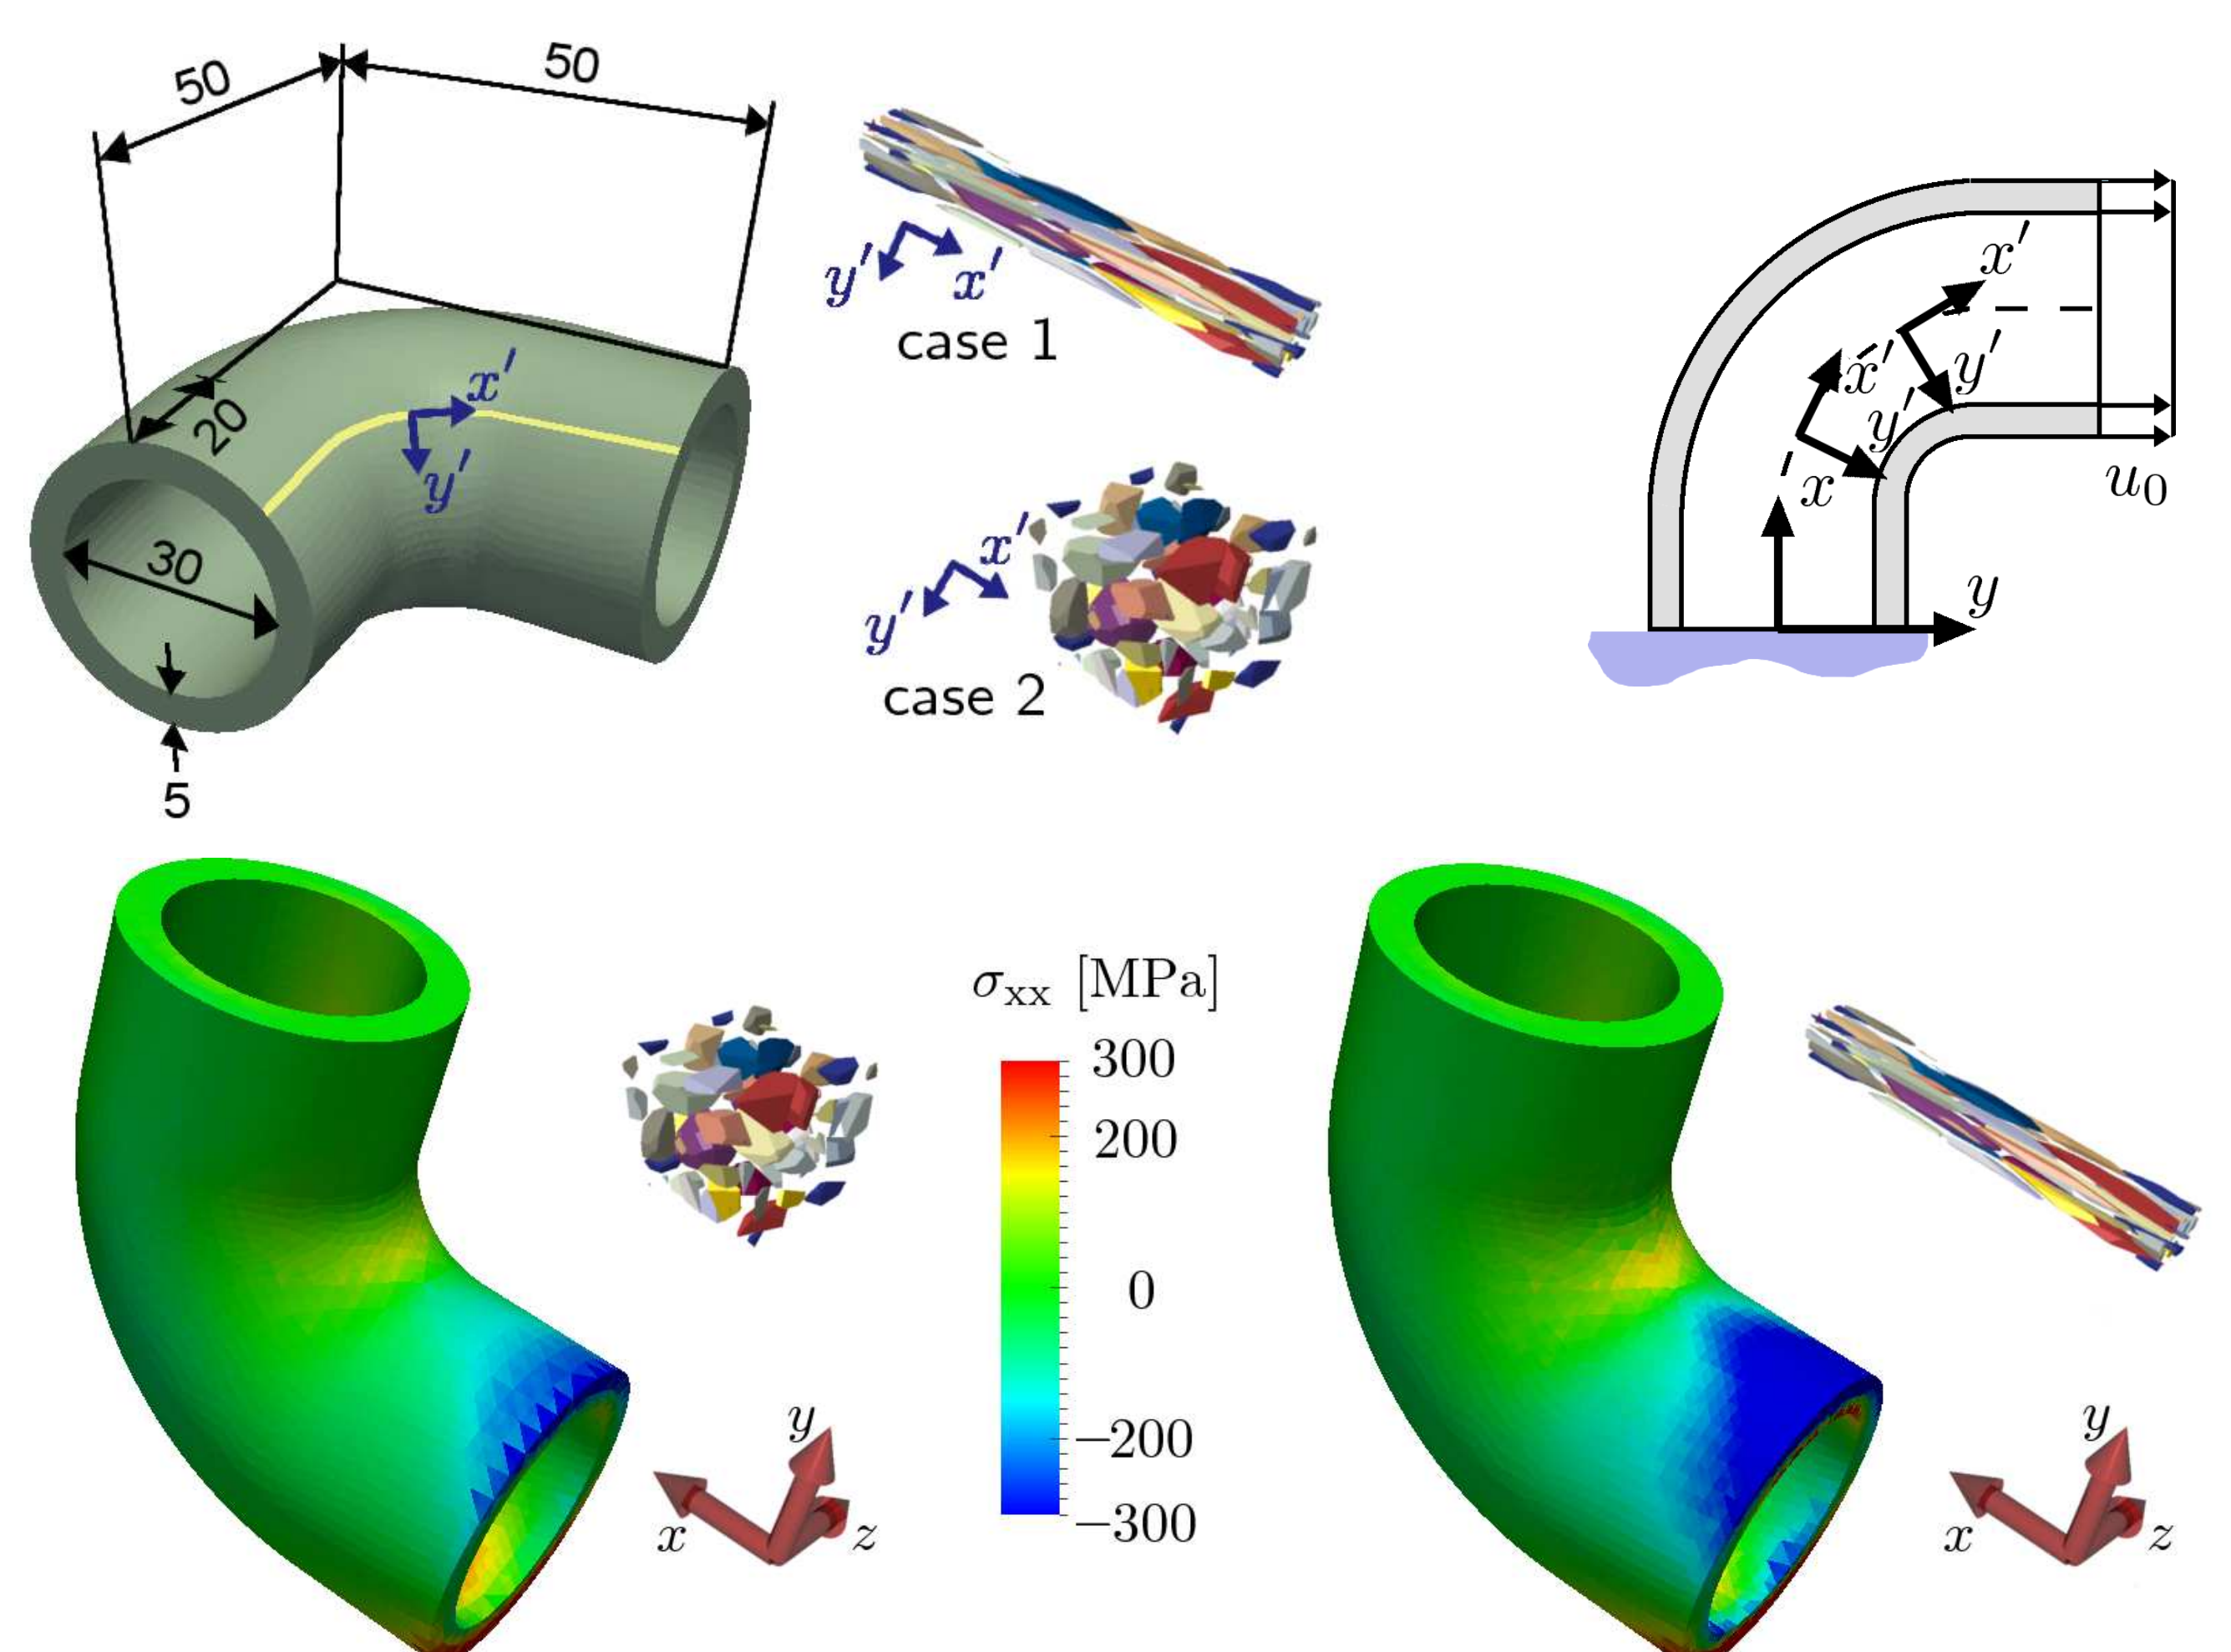 50
50
20
30
5
x′
y′
y′
x′
case 1
x′
y′
case 2
x′
x′
y′
y′
x
y
u₀
σₓₓ [MPa]
300
200
0
−200
−300
y
x
z
y
x
z